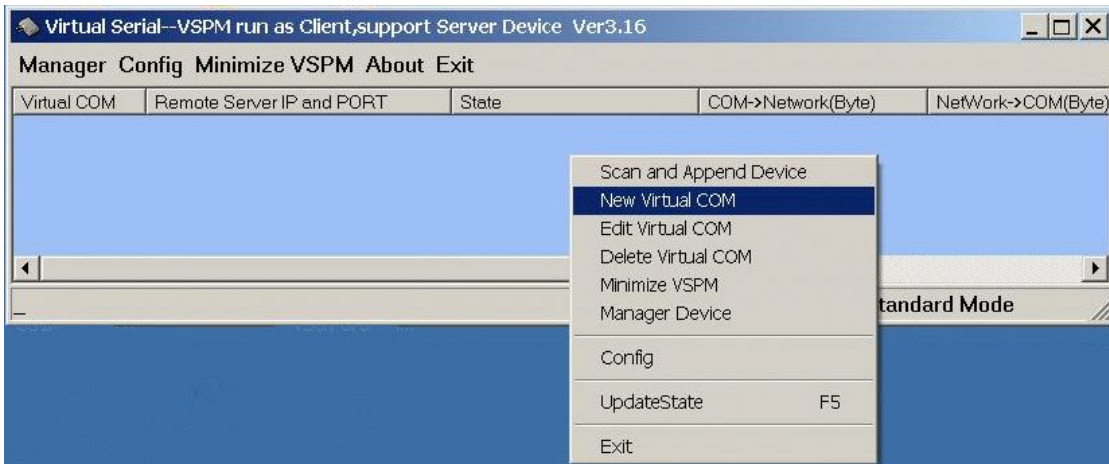 Virtual Serial--VSPM run as Client,support Server Device Ver3.16
Manager Config Minimize VSPM About Exit
Virtual COM Remote Server IP and PORT State COM->Network(Byte) NetWork->COM(Byte)
Scan and Append Device
New Virtual COM
Edit Virtual COM
Delete Virtual COM
Minimize VSPM
Manager Device
tandard Mode
Config
UpdateState F5
Exit